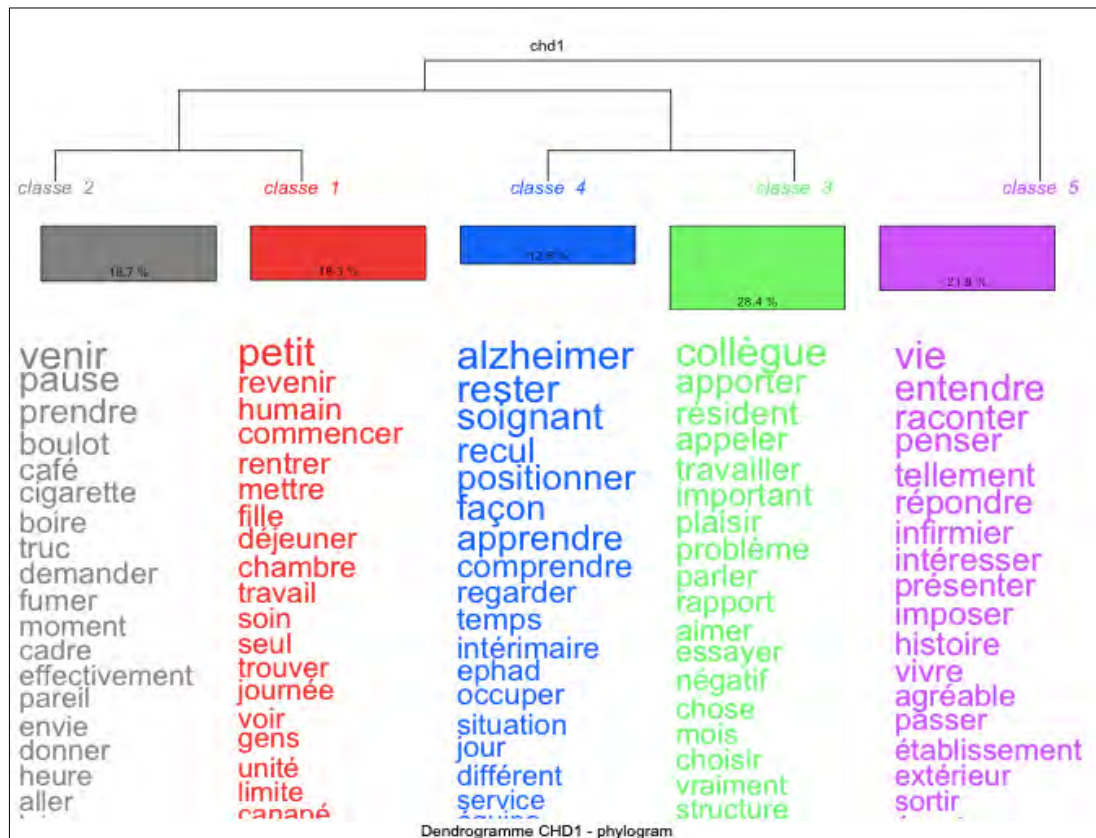 chd1
classe 2
classe 1
classe 4
classe 3
classe 5
18.7 %
18.3 %
12.8 %
28.4 %
21.8 %
venir
pause
prendre
boulot
café
cigarette
boire
truc
demander
fumer
moment
cadre
effectivement
pareil
envie
donner
heure
aller
petit
revenir
humain
commencer
rentrer
mettre
fille
déjeuner
chambre
travail
soin
seul
trouver
journée
voir
gens
unité
limite
canapé
alzheimer
rester
soignant
recul
positionner
façon
apprendre
comprendre
regarder
temps
intérimaire
ephad
occuper
situation
jour
différent
service
collègue
apporter
résident
appeler
travailler
important
plaisir
problème
parler
rapport
aimer
essayer
négatif
chose
mois
choisir
vraiment
structure
vie
entendre
raconter
penser
tellement
répondre
infirmier
intéresser
présenter
imposer
histoire
vivre
agréable
passer
établissement
extérieur
sortir
Dendrogramme CHD1 - phylogram